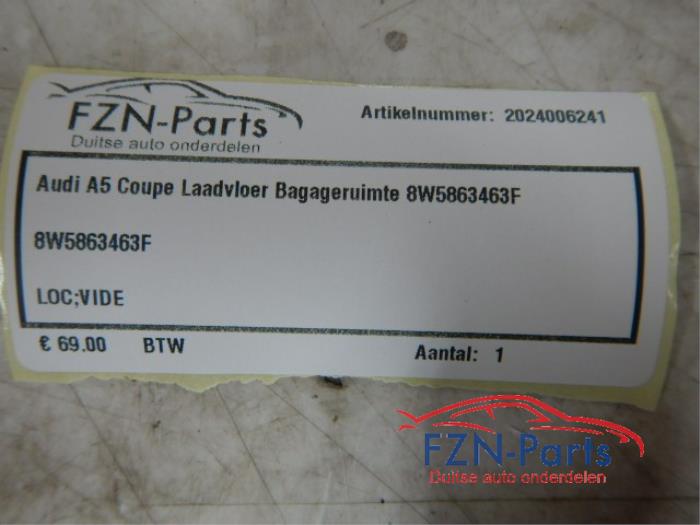 FZN-Parts
Duitse auto onderdelen
Artikelnummer: 2024006241
Audi A5 Coupe Laadvloer Bagageruimte 8W5863463F
8W5863463F
LOC;VIDE
€ 69.00 BTW Aantal: 1
FZN-Parts
Duitse auto onderdelen